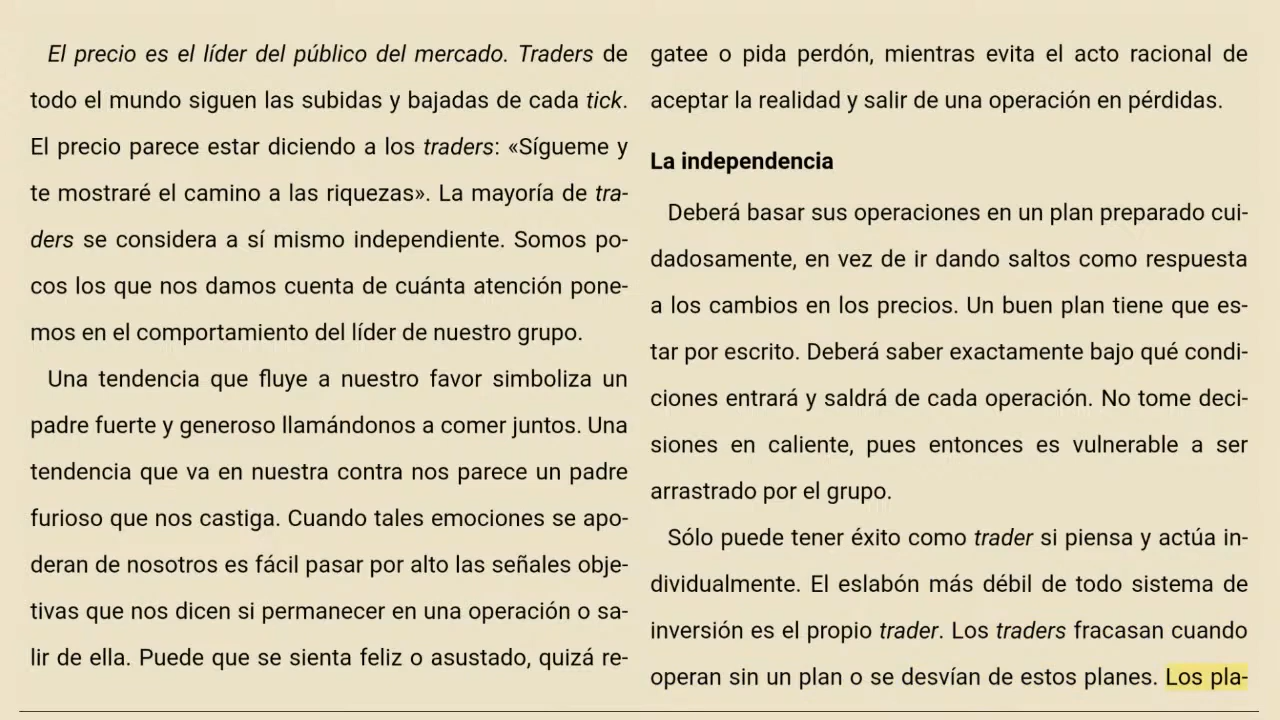 El precio es el líder del público del mercado. Traders de
todo el mundo siguen las subidas y bajadas de cada tick.
El precio parece estar diciendo a los traders: «Sígueme y
te mostraré el camino a las riquezas». La mayoría de tra-
ders se considera a sí mismo independiente. Somos po-
cos los que nos damos cuenta de cuánta atención pone-
mos en el comportamiento del líder de nuestro grupo.
Una tendencia que fluye a nuestro favor simboliza un
padre fuerte y generoso llamándonos a comer juntos. Una
tendencia que va en nuestra contra nos parece un padre
furioso que nos castiga. Cuando tales emociones se apo-
deran de nosotros es fácil pasar por alto las señales obje-
tivas que nos dicen si permanecer en una operación o sa-
lir de ella. Puede que se sienta feliz o asustado, quizá re-
gatee o pida perdón, mientras evita el acto racional de
aceptar la realidad y salir de una operación en pérdidas.
La independencia
Deberá basar sus operaciones en un plan preparado cui-
dadosamente, en vez de ir dando saltos como respuesta
a los cambios en los precios. Un buen plan tiene que es-
tar por escrito. Deberá saber exactamente bajo qué condi-
ciones entrará y saldrá de cada operación. No tome deci-
siones en caliente, pues entonces es vulnerable a ser
arrastrado por el grupo.
Sólo puede tener éxito como trader si piensa y actúa in-
dividualmente. El eslabón más débil de todo sistema de
inversión es el propio trader. Los traders fracasan cuando
operan sin un plan o se desvían de estos planes. Los pla-